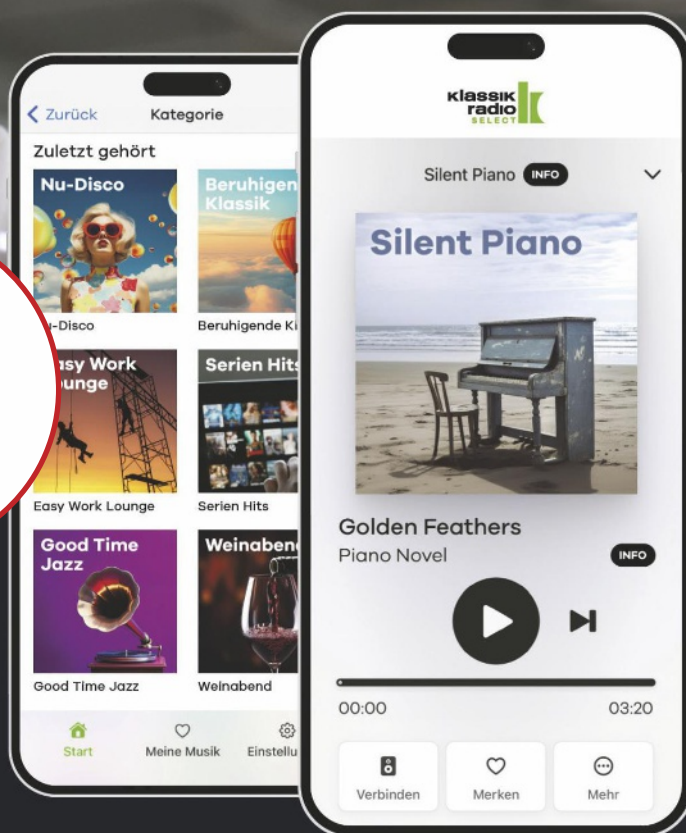 Zurück
Kategorie
Zuletzt gehört
Nu-Disco
Beruhigen
Klassik
-Disco
Beruhigende Kl
asy Work
unge
Serien Hits
Easy Work Lounge
Serien Hits
Good Time
Jazz
Weinabend
Good Time Jazz
Weinabend
Start
Meine Musik
Einstellu
Klassik
radio
SELECT
Silent Piano
INFO
Silent Piano
Golden Feathers
Piano Novel
INFO
00:00
03:20
Verbinden
Merken
Mehr